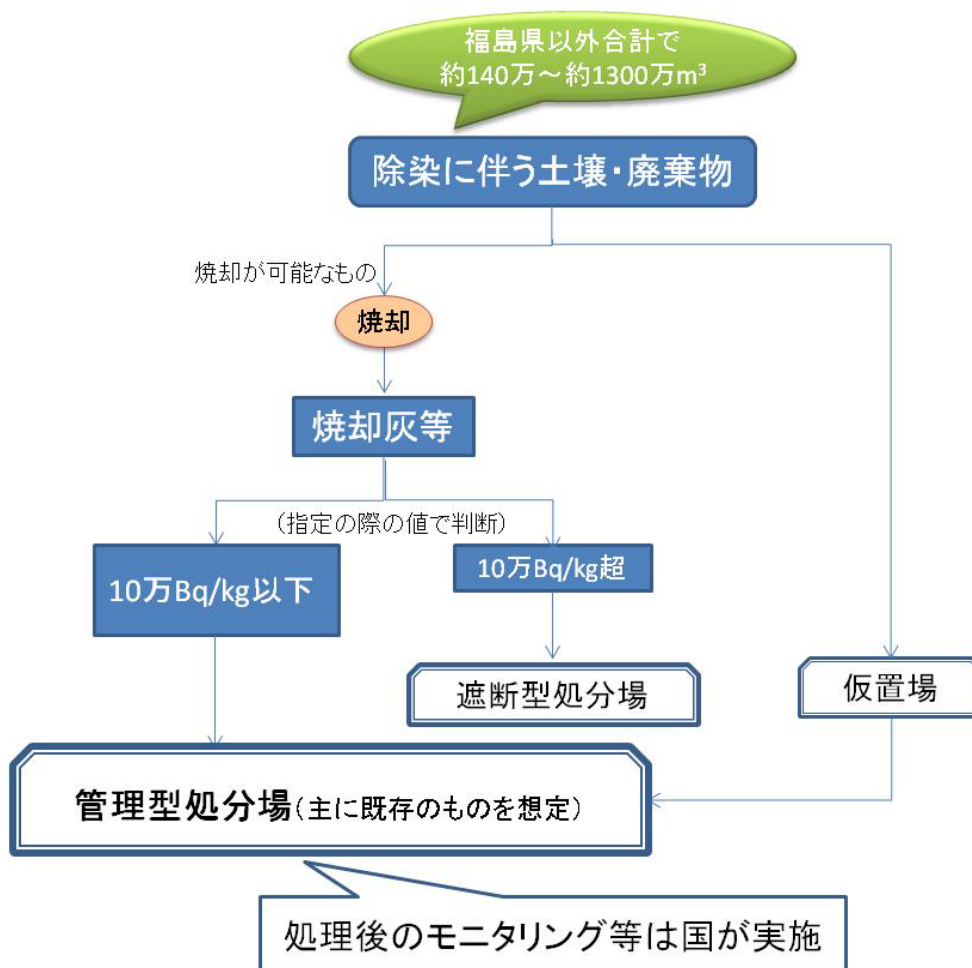 福島県以外合計で
約140万～約1300万m³
除染に伴う土壌・廃棄物
焼却が可能なもの
焼却
焼却灰等
（指定の際の値で判断）
10万Bq/kg以下
10万Bq/kg超
遮断型処分場
仮置場
管理型処分場（主に既存のものを想定）
処理後のモニタリング等は国が実施